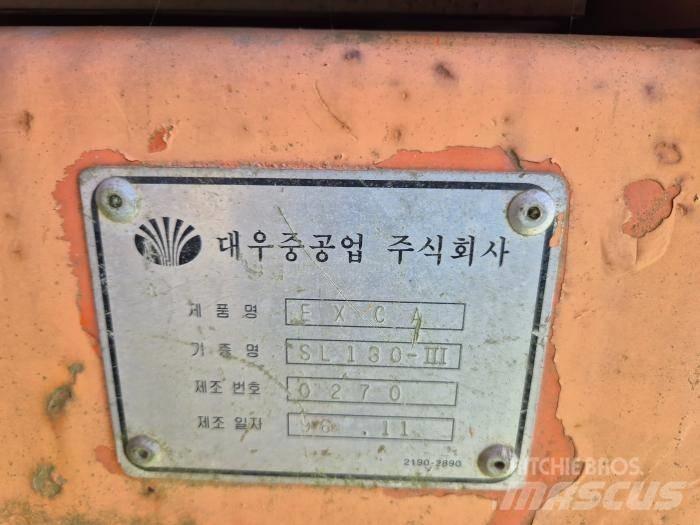 대우중공업 주식회사
제품명 EXCA
기종명 SL130-III
제조 번호 0270
제조 일자 96.11
2190-2890
RITCHIE BROS.
MASCUS